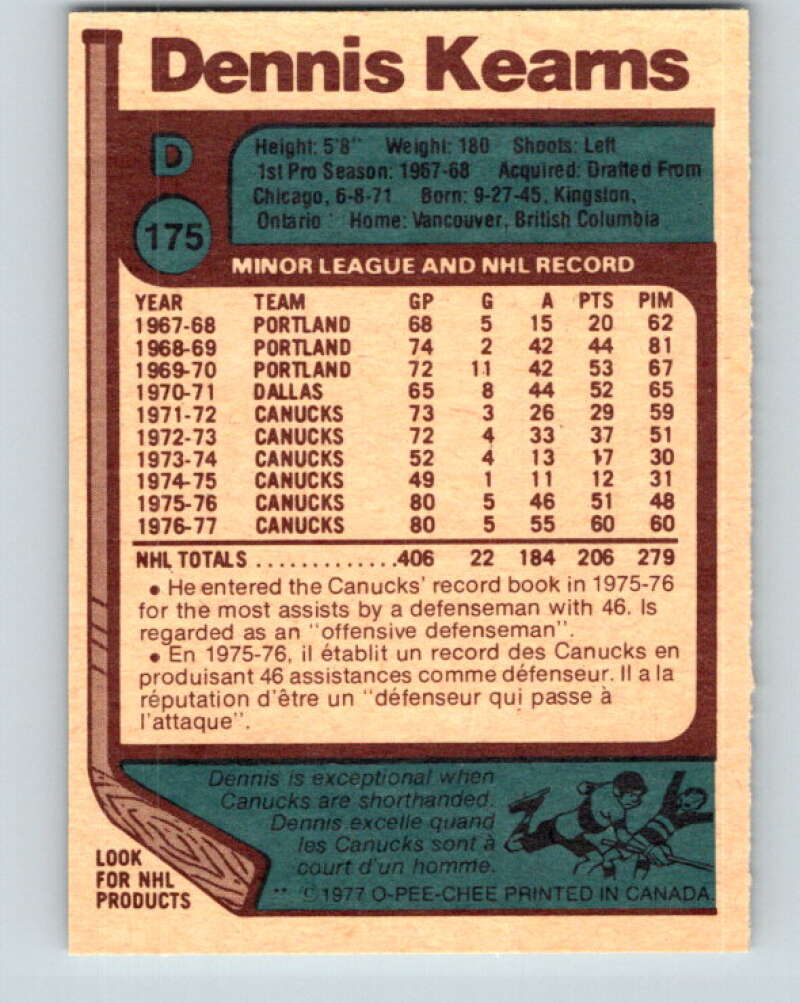 Dennis Kearns
D
175
Height: 5'8" Weight: 180 Shoots: Left
1st Pro Season: 1967-68 Acquired: Drafted From
Chicago, 6-8-71 Born: 9-27-45, Kingston,
Ontario Home: Vancouver, British Columbia
MINOR LEAGUE AND NHL RECORD
YEAR TEAM GP G A PTS PIM
1967-68 PORTLAND 68 5 15 20 62
1968-69 PORTLAND 74 2 42 44 81
1969-70 PORTLAND 72 11 42 53 67
1970-71 DALLAS 65 8 44 52 65
1971-72 CANUCKS 73 3 26 29 59
1972-73 CANUCKS 72 4 33 37 51
1973-74 CANUCKS 52 4 13 17 30
1974-75 CANUCKS 49 1 11 12 31
1975-76 CANUCKS 80 5 46 51 48
1976-77 CANUCKS 80 5 55 60 60
NHL TOTALS .............406 22 184 206 279
• He entered the Canucks' record book in 1975-76
for the most assists by a defenseman with 46. Is
regarded as an "offensive defenseman".
• En 1975-76, il établit un record des Canucks en
produisant 46 assistances comme défenseur. Il a la
réputation d'être un "défenseur qui passe à
l'attaque".
Dennis is exceptional when
Canucks are shorthanded.
Dennis excelle quand
les Canucks sont à
court d'un homme.
** ©1977 O-PEE-CHEE PRINTED IN CANADA.
LOOK
FOR NHL
PRODUCTS